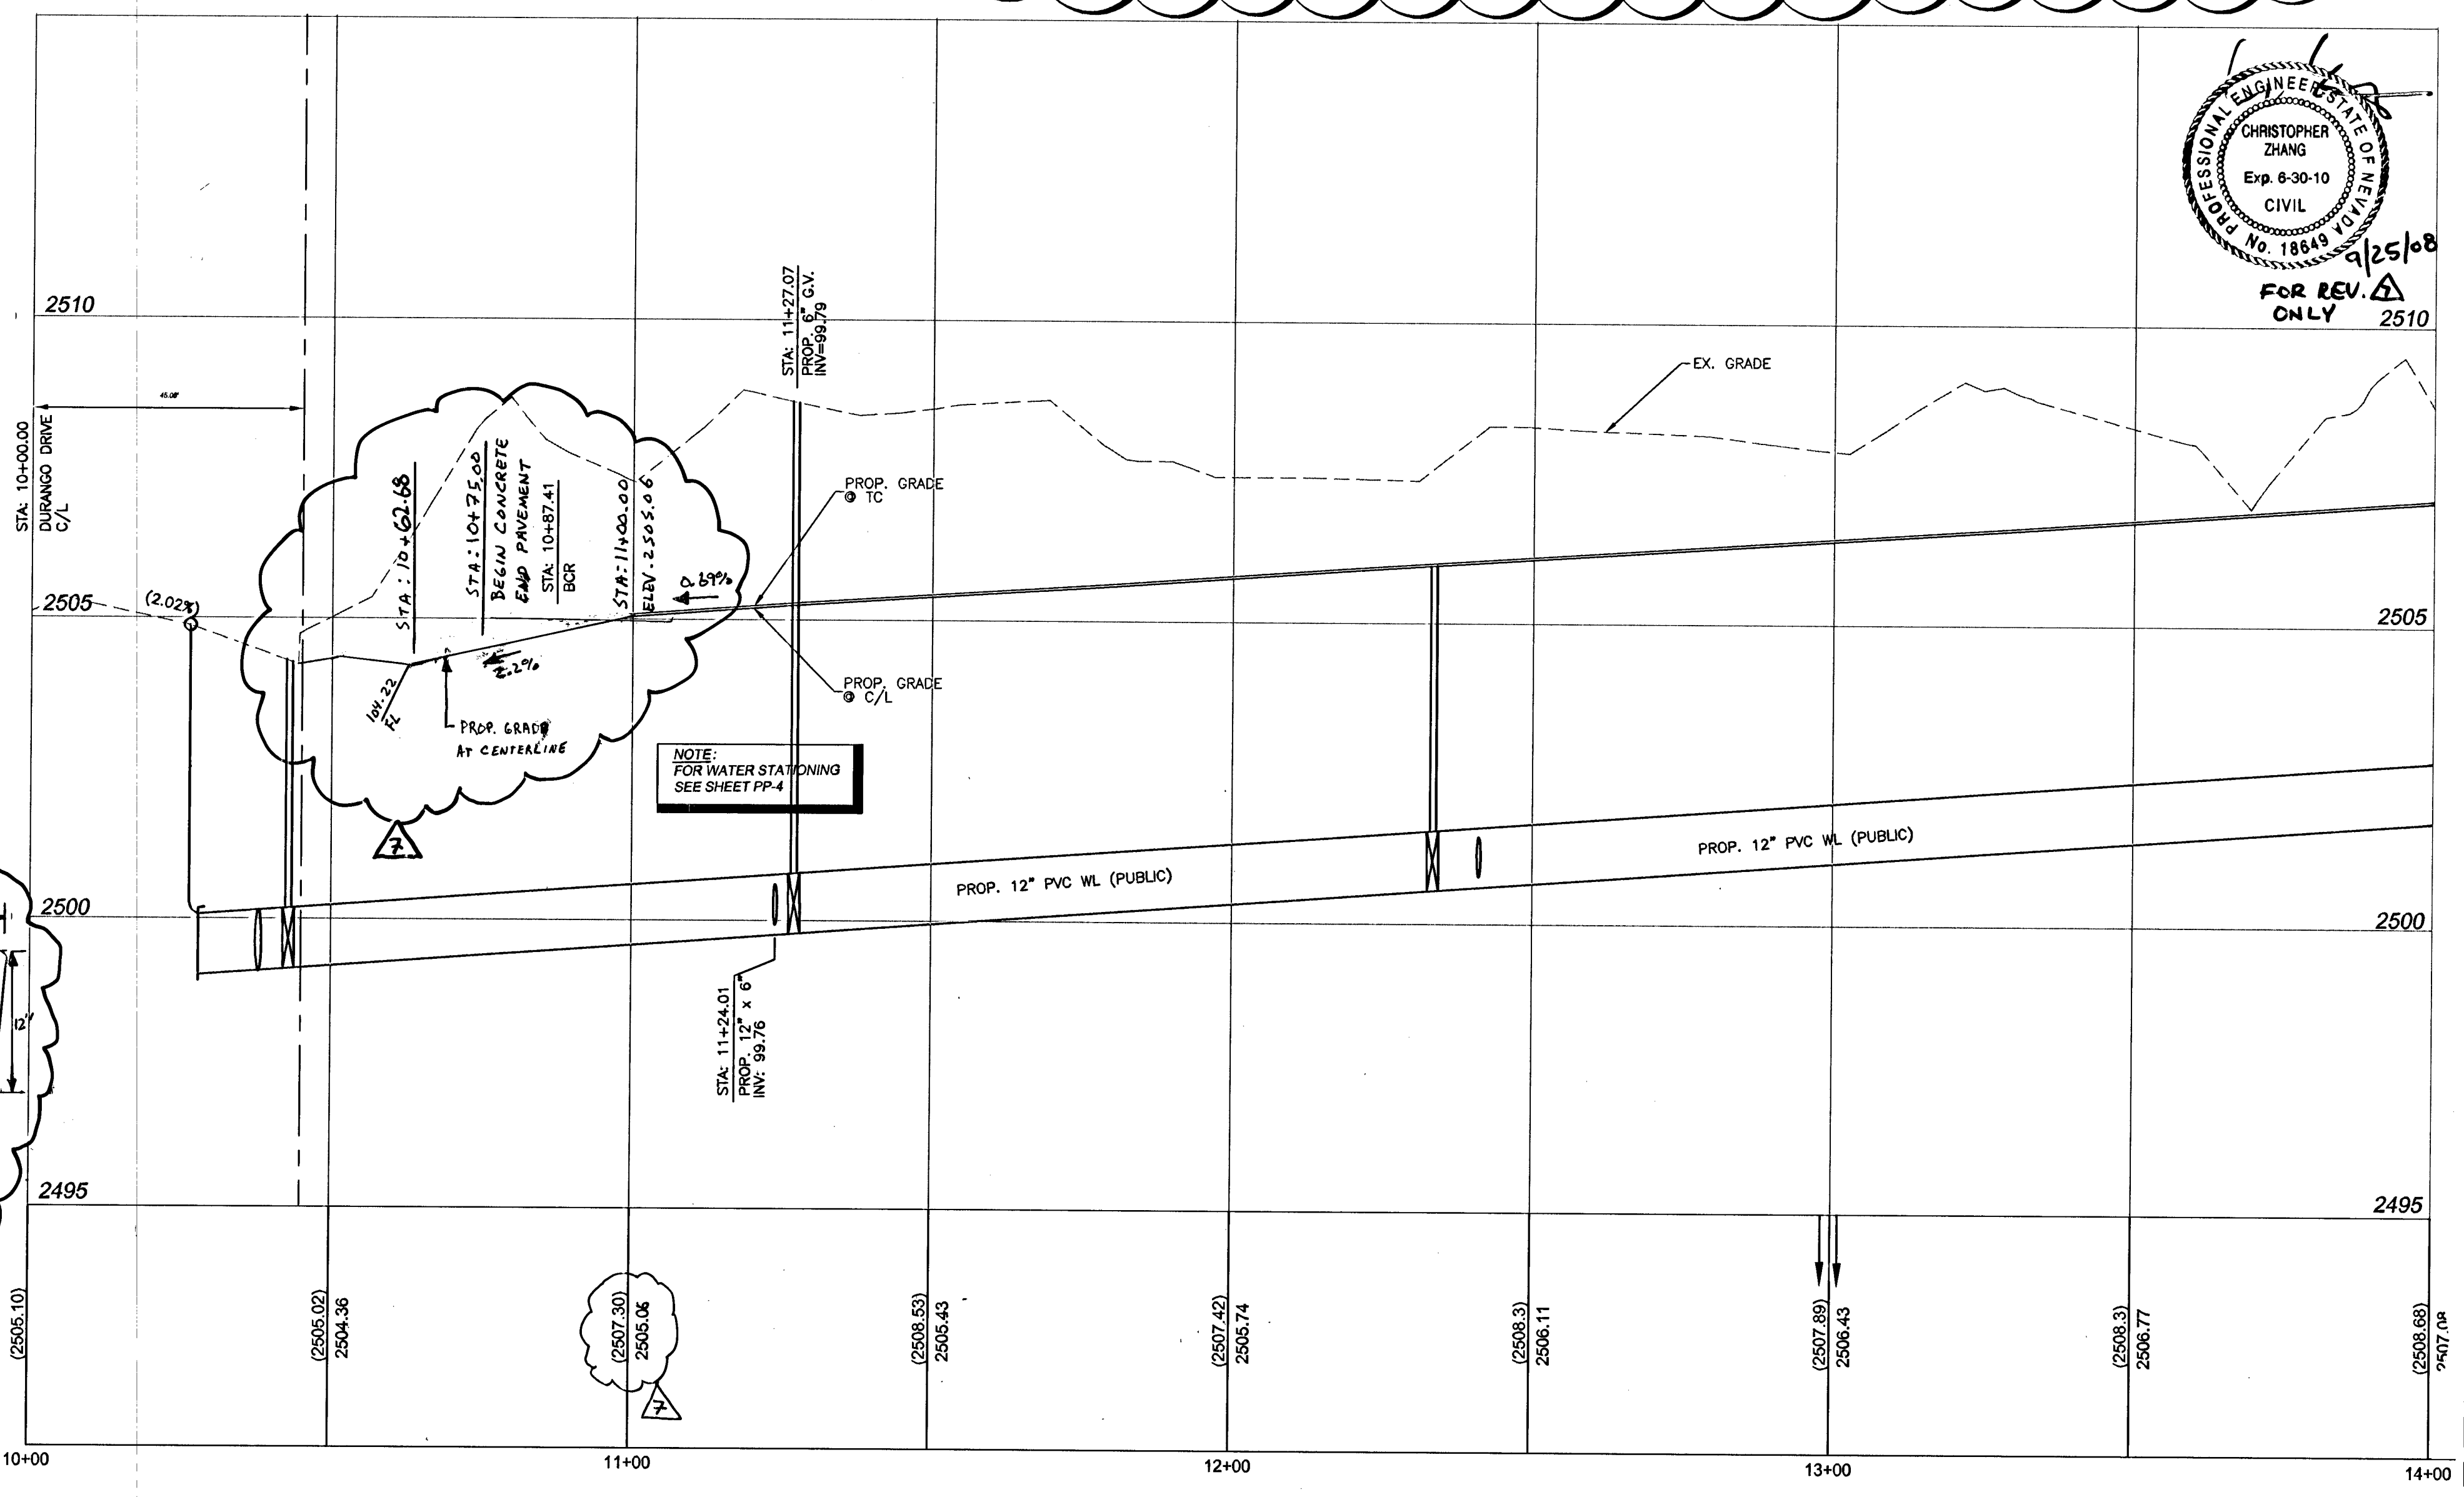 PROFESSIONAL ENGINEER STATE OF NEVADA
CHRISTOPHER
ZHANG
Exp. 6-30-10
CIVIL
No. 18649
9/25/08
FOR REV. 7
ONLY
2510
2510
STA: 11+27.07
PROP. 6" G.V.
INV=99.79
EX. GRADE
45.08'
STA: 10+00.00
DURANGO DRIVE
C/L
STA: 10+62.68
STA: 10+75.00
BEGIN CONCRETE
END PAVEMENT
STA: 10+87.41
BCR
STA: 11+00.00
ELEV. 2505.06
0.69%
PROP. GRADE
@ TC
2505
(2.02%)
2505
2.2%
104.22
FL
PROP. GRADE
AT CENTERLINE
PROP. GRADE
@ C/L
NOTE:
FOR WATER STATIONING
SEE SHEET PP-4
7
PROP. 12" PVC WL (PUBLIC)
PROP. 12" PVC WL (PUBLIC)
2500
2500
12"
STA: 11+24.01
PROP. 12" x 6"
INV: 99.76
2495
2495
(2505.10)
(2505.02)
2504.36
(2507.30)
2505.06
(2508.53)
2505.43
(2507.42)
2505.74
(2508.3)
2506.11
(2507.89)
2506.43
(2508.3)
2506.77
(2508.68)
2507.08
7
10+00
11+00
12+00
13+00
14+00